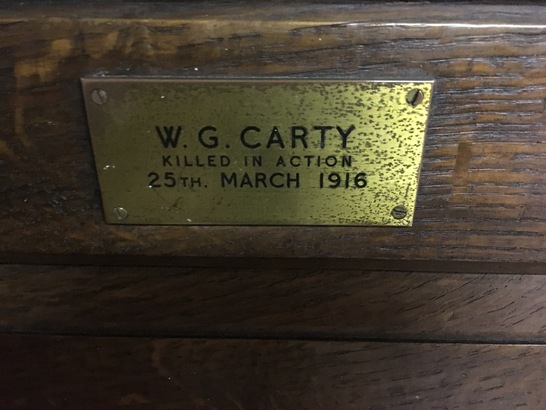 W. G. CARTY
KILLED IN ACTION
25TH. MARCH 1916